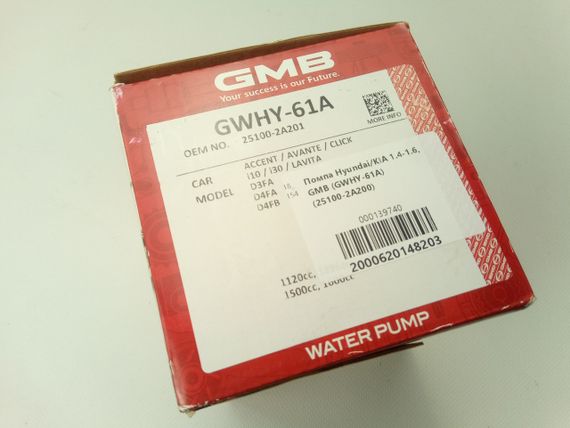 GMB
Your success is our Future.
GWHY-61A
OEM NO. 25100-2A201
MORE INFO
CAR
MODEL
ACCENT / AVANTE / CLICK
i10 / i30 / LAVITA
D3FA
D4FA
D4FB
Помпа Hyundai/KIA 1.4-1.6,
GMB (GWHY-61A)
(25100-2A200)
000139740
2000620148203
1120cc,
1500cc, 1600cc
WATER PUMP